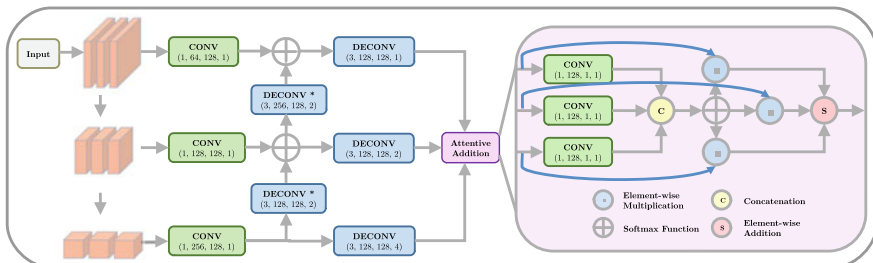 Input
CONV
(1, 64, 128, 1)
DECONV
(3, 128, 128, 1)
DECONV *
(3, 256, 128, 2)
CONV
(1, 128, 128, 1)
DECONV
(3, 128, 128, 2)
DECONV *
(3, 128, 128, 2)
CONV
(1, 256, 128, 1)
DECONV
(3, 128, 128, 4)
Attentive
Addition
CONV
(1, 128, 1, 1)
CONV
(1, 128, 1, 1)
CONV
(1, 128, 1, 1)
C
S
Element-wise
Multiplication
C
Concatenation
Softmax Function
S
Element-wise
Addition